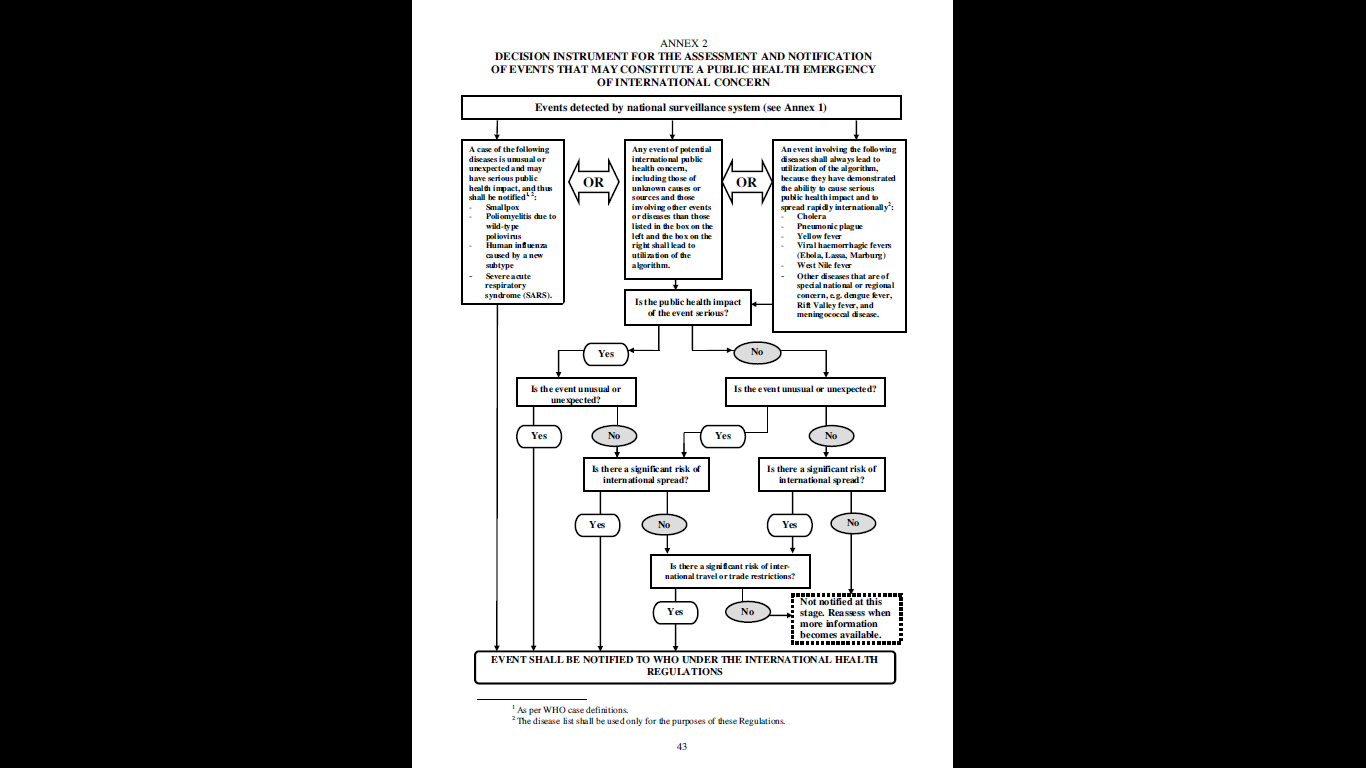 ANNEX 2
DECISION INSTRUMENT FOR THE ASSESSMENT AND NOTIFICATION
OF EVENTS THAT MAY CONSTITUTE A PUBLIC HEALTH EMERGENCY
OF INTERNATIONAL CONCERN
Events detected by national surveillance system (see Annex 1)
A case of the following
diseases is unusual or
unexpected and may
have serious public
health impact, and thus
shall be notified1,2:
- Smallpox
- Poliomyelitis due to
wild-type
poliovirus
- Human influenza
caused by a new
subtype
- Severe acute
respiratory
syndrome (SARS).
OR
Any event of potential
international public
health concern,
including those of
unknown causes or
sources and those
involving other events
or diseases than those
listed in the box on the
left and the box on the
right shall lead to
utilization of the
algorithm.
OR
An event involving the following
diseases shall always lead to
utilization of the algorithm,
because they have demonstrated
the ability to cause serious
public health impact and to
spread rapidly internationally2:
- Cholera
- Pneumonic plague
- Yellow fever
- Viral haemorrhagic fevers
(Ebola, Lassa, Marburg)
- West Nile fever
- Other diseases that are of
special national or regional
concern, e.g. dengue fever,
Rift Valley fever, and
meningococcal disease.
Is the public health impact
of the event serious?
Yes
No
Is the event unusual or
unexpected?
Is the event unusual or unexpected?
Yes
No
Yes
No
Is there a significant risk of
international spread?
Is there a significant risk of
international spread?
Yes
No
Yes
No
Is there a significant risk of inter-
national travel or trade restrictions?
Yes
No
Not notified at this
stage. Reassess when
more information
becomes available.
EVENT SHALL BE NOTIFIED TO WHO UNDER THE INTERNATIONAL HEALTH
REGULATIONS
1 As per WHO case definitions.
2 The disease list shall be used only for the purposes of these Regulations.
43